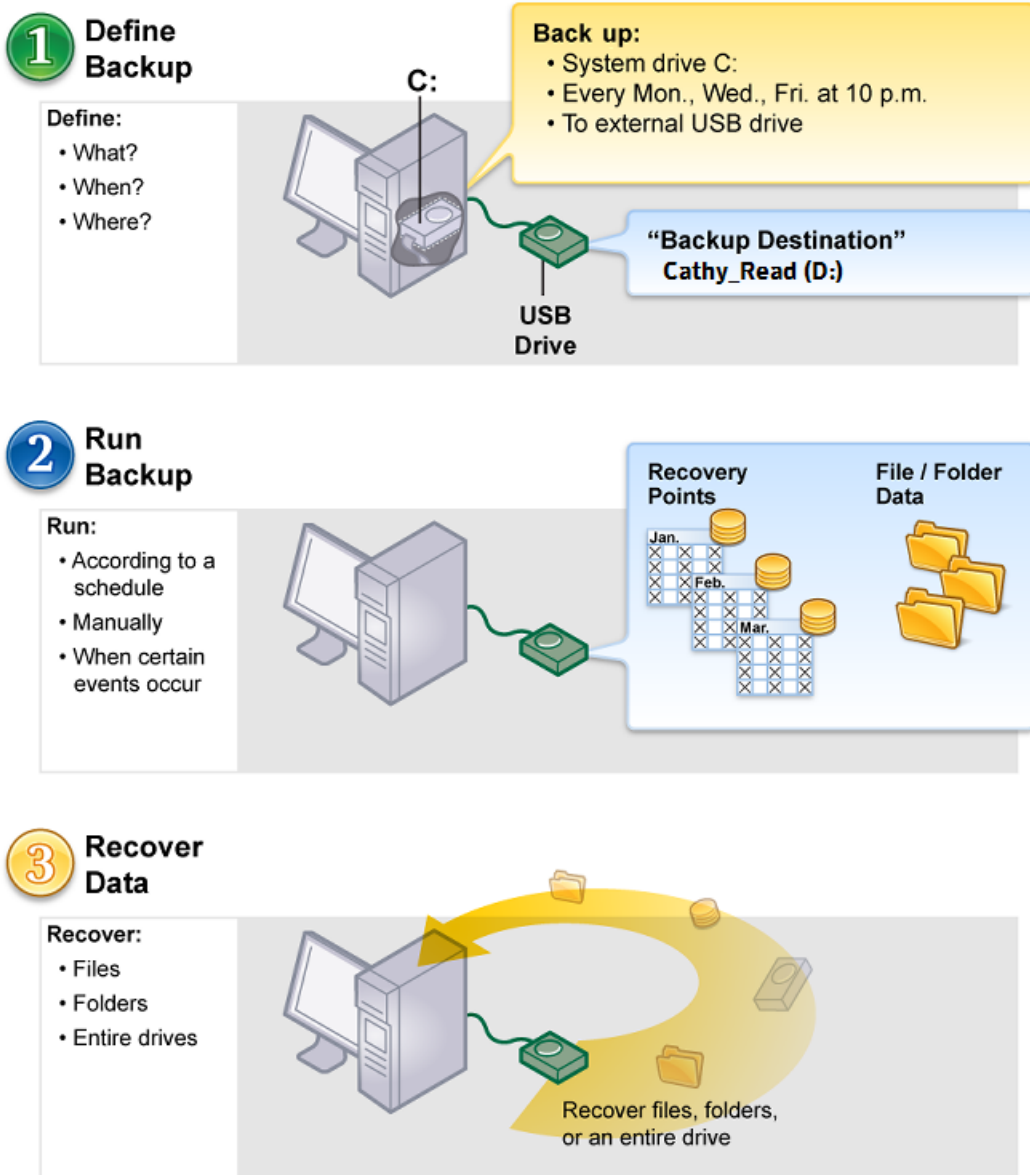 1
Define
Backup
Define:
• What?
• When?
• Where?
C:
Back up:
• System drive C:
• Every Mon., Wed., Fri. at 10 p.m.
• To external USB drive
“Backup Destination”
Cathy_Read (D:)
USB
Drive
2
Run
Backup
Run:
• According to a
schedule
• Manually
• When certain
events occur
Recovery
Points
Jan.
Feb.
Mar.
File / Folder
Data
3
Recover
Data
Recover:
• Files
• Folders
• Entire drives
Recover files, folders,
or an entire drive